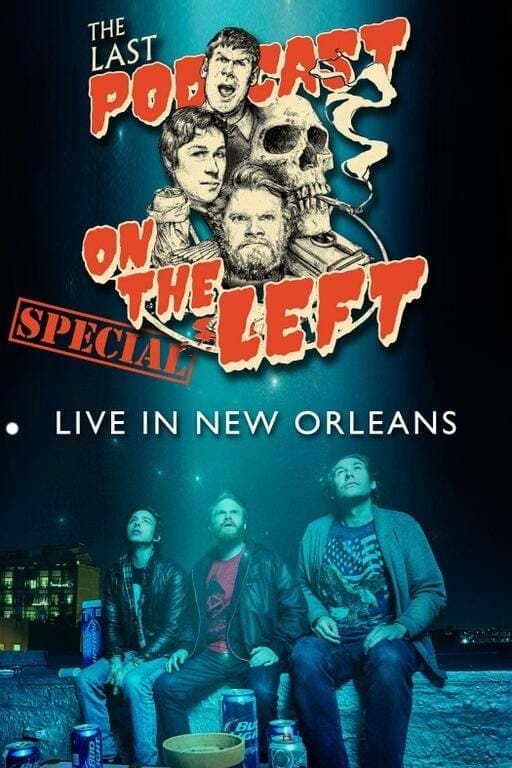 THE
LAST
PODCAST
ON
THE
LEFT
SPECIAL
LIVE IN NEW ORLEANS
BUD
LIGHT